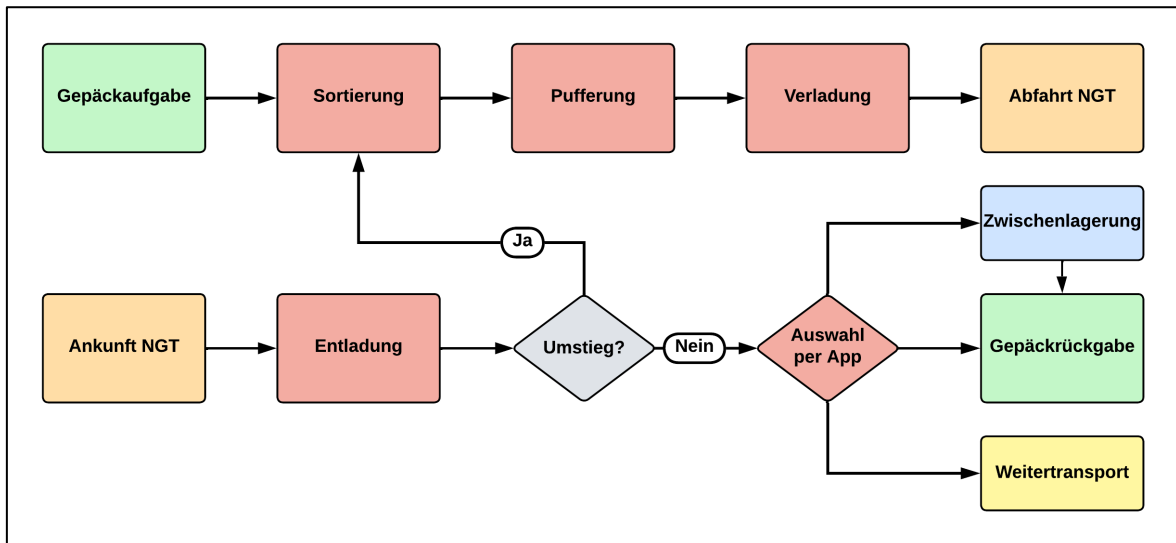 Gepäckaufgabe
Sortierung
Pufferung
Verladung
Abfahrt NGT
Zwischenlagerung
Ja
Ankunft NGT
Entladung
Umstieg?
Nein
Auswahl
per App
Gepäckrückgabe
Weitertransport